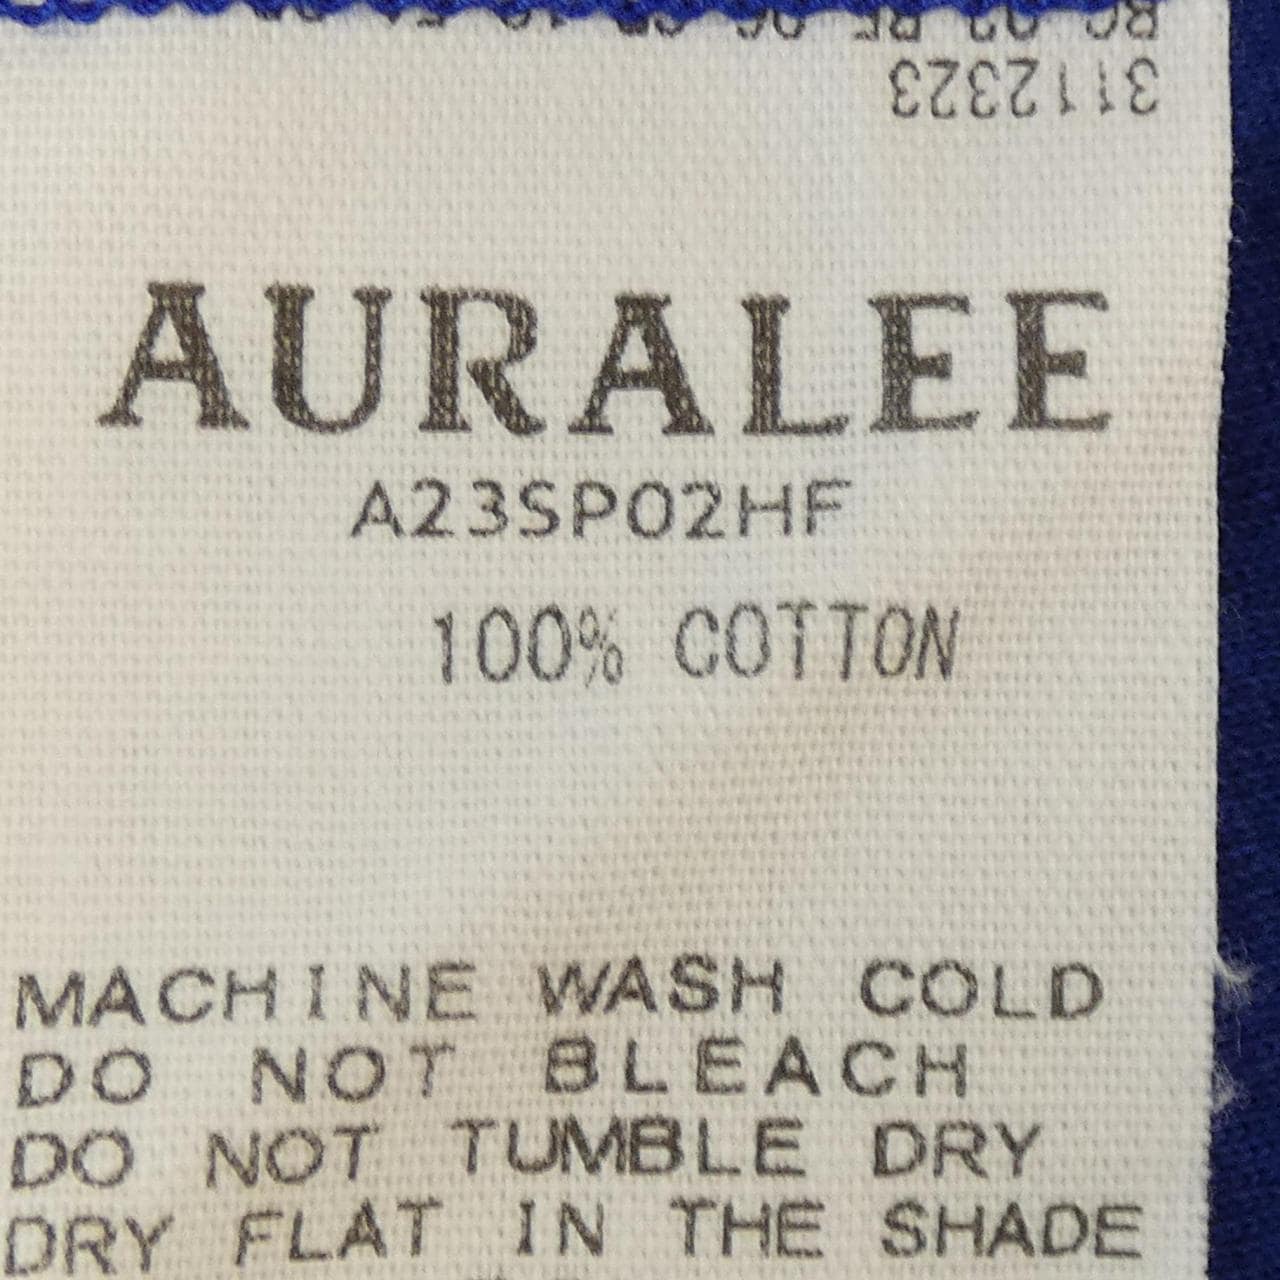 3112323
AURALEE
A23SP02HF
100% COTTON
MACHINE WASH COLD
DO NOT BLEACH
DO NOT TUMBLE DRY
DRY FLAT IN THE SHADE